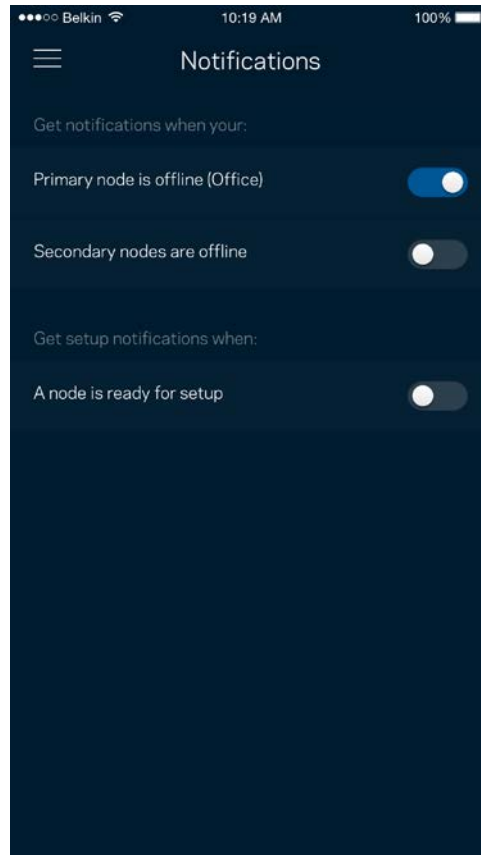 Belkin 10:19 AM 100%
Notifications
Get notifications when your:
Primary node is offline (Office)
Secondary nodes are offline
Get setup notifications when:
A node is ready for setup